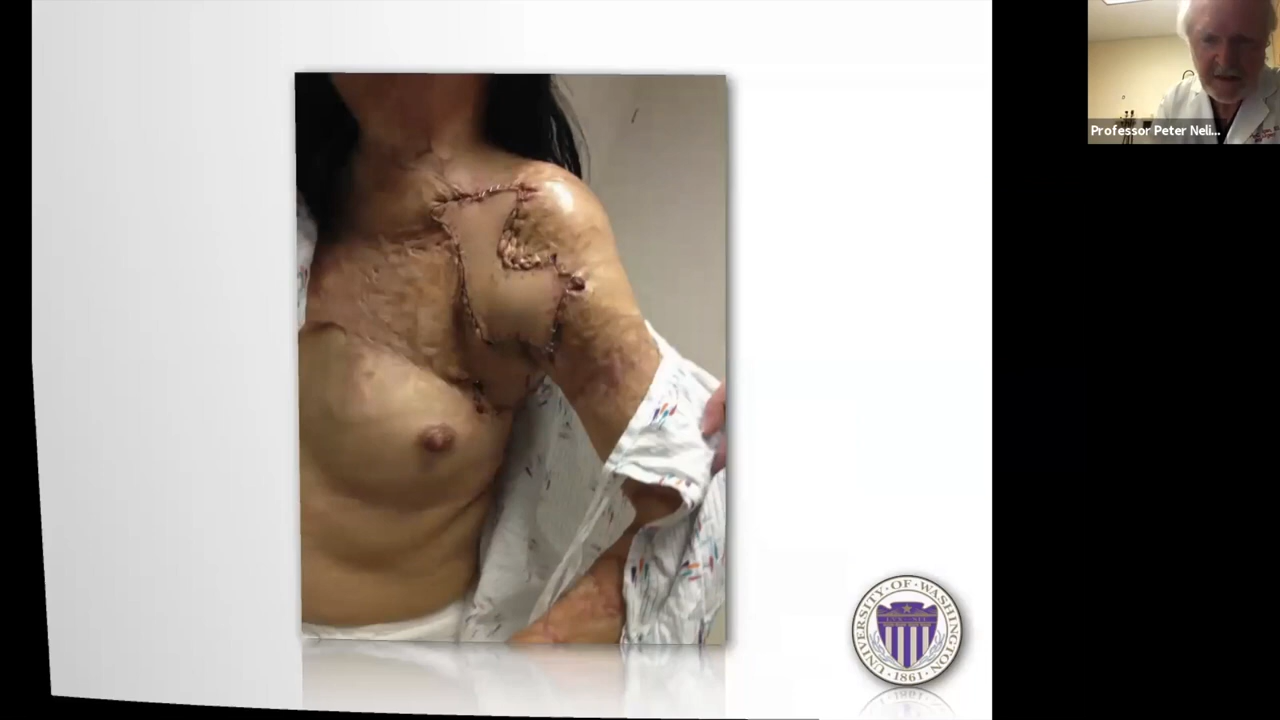 Professor Peter Neli...
UNIVERSITY · OF · WASHINGTON
· 1861 ·